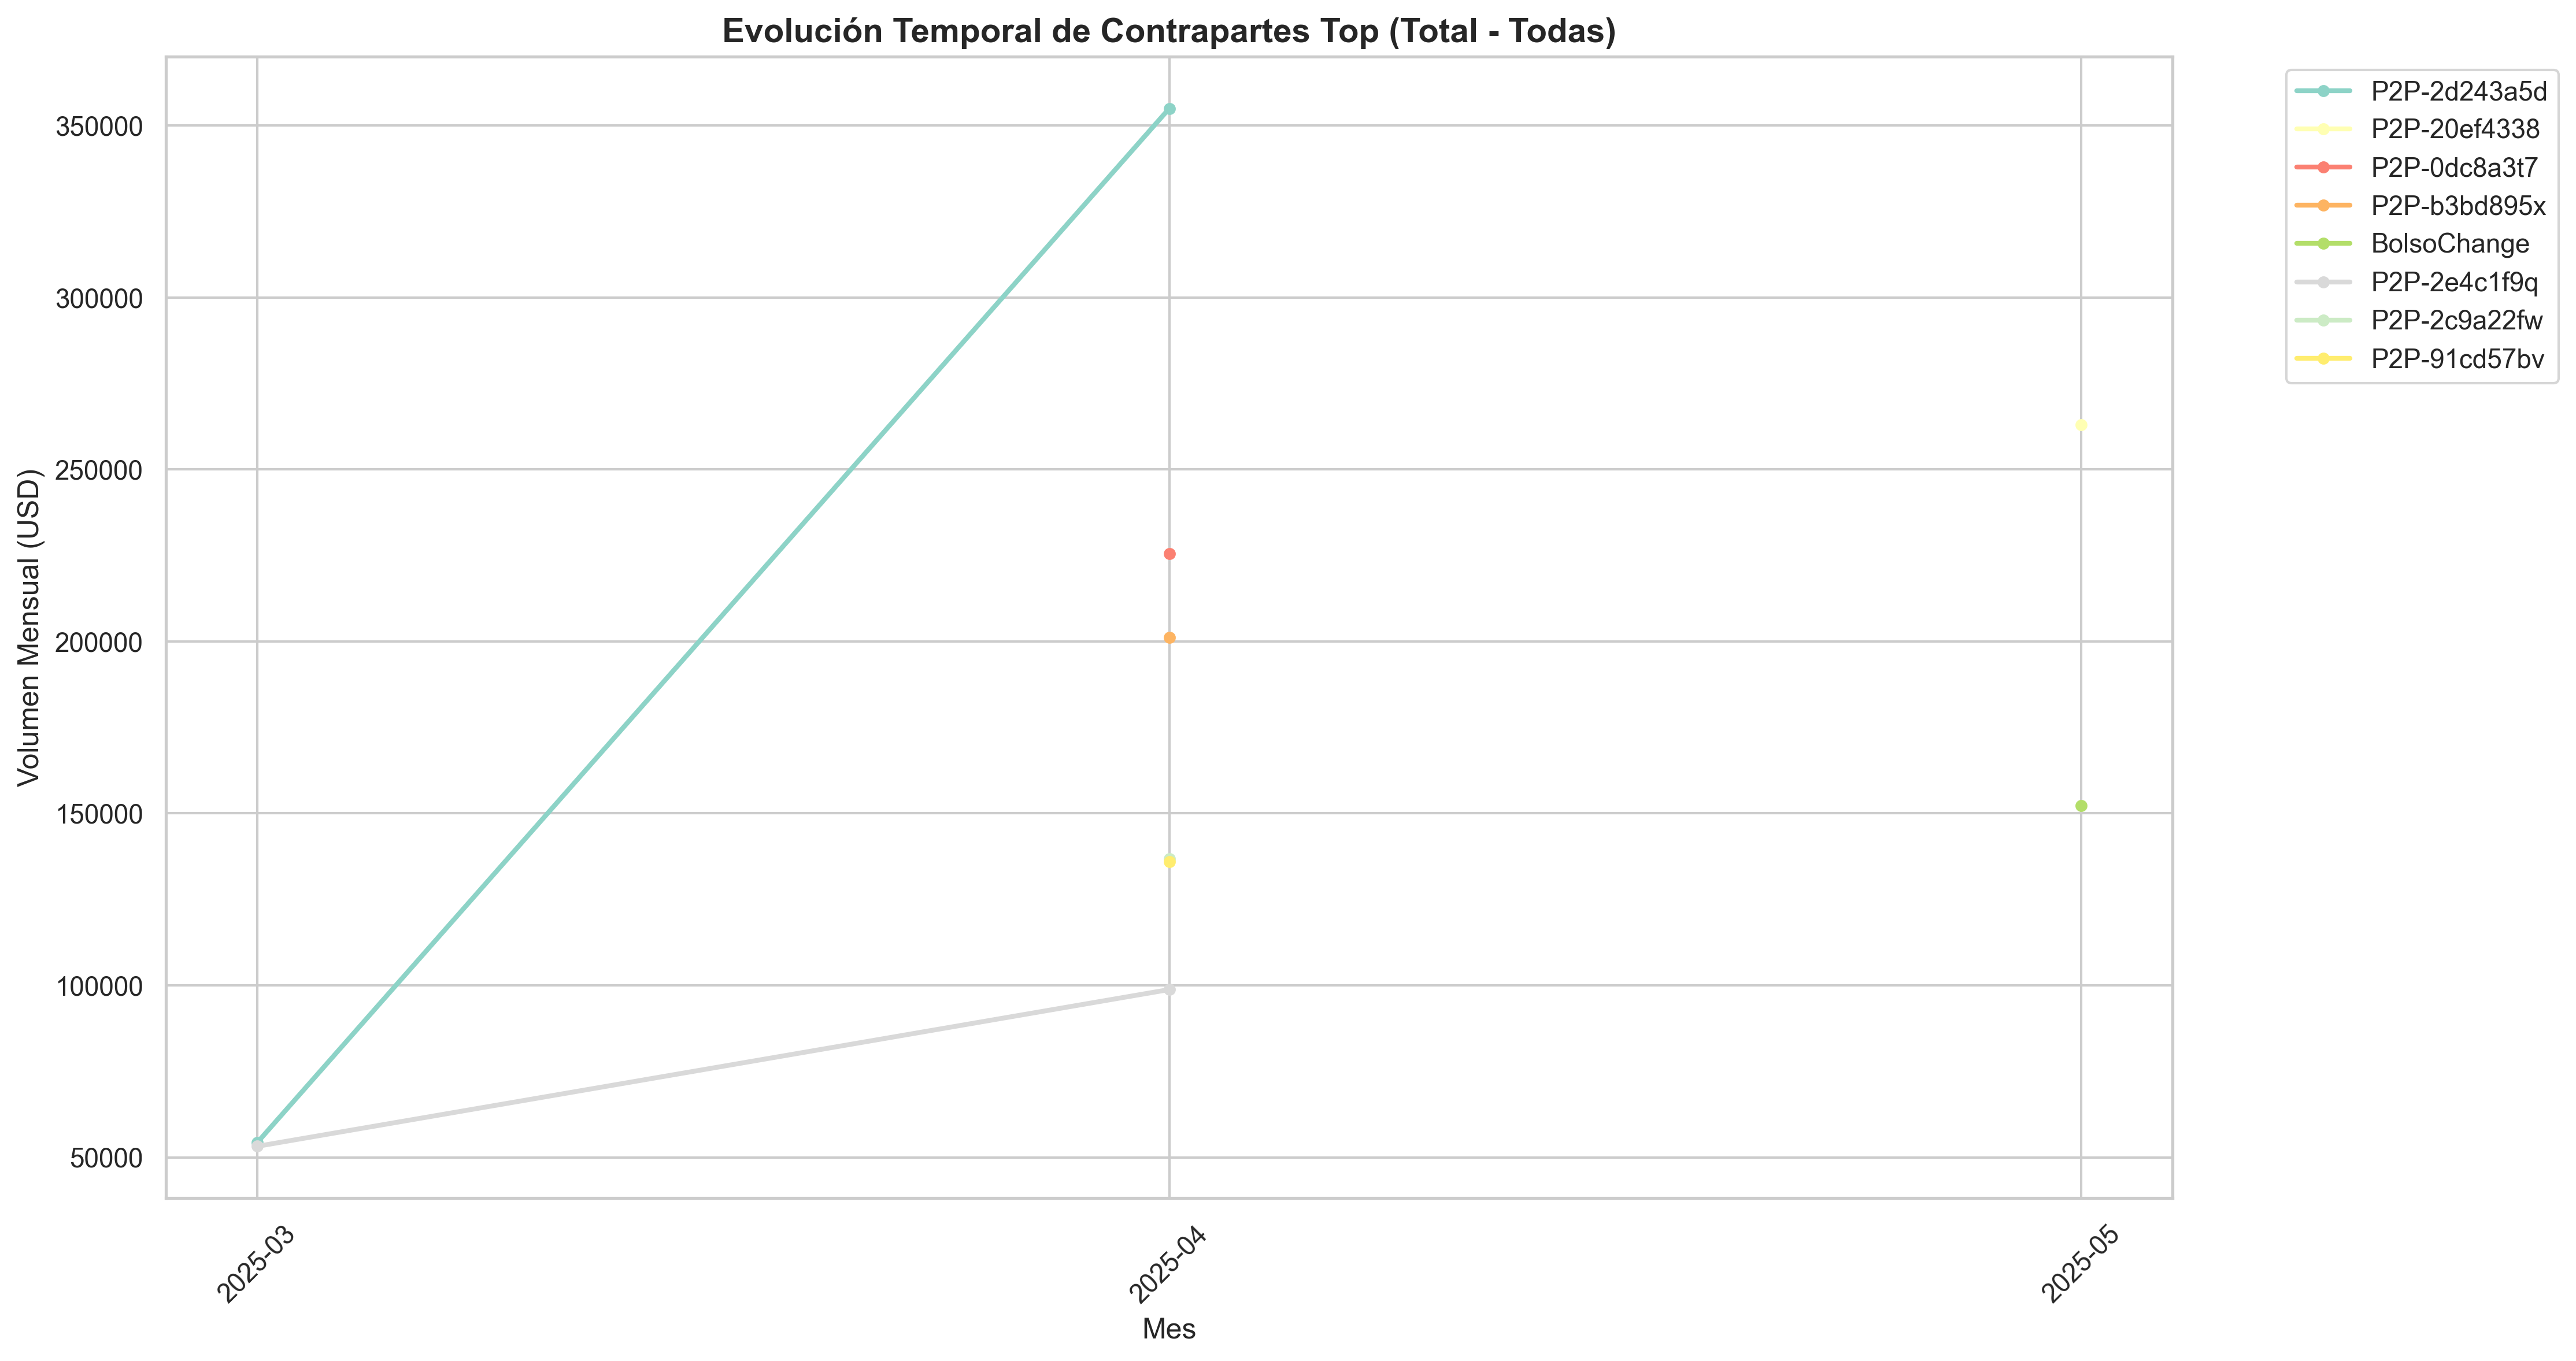 Evolución Temporal de Contrapartes Top (Total - Todas)
Volumen Mensual (USD)
350000
300000
250000
200000
150000
100000
50000
2025-03
2025-04
2025-05
Mes
P2P-2d243a5d
P2P-20ef4338
P2P-0dc8a3t7
P2P-b3bd895x
BolsoChange
P2P-2e4c1f9q
P2P-2c9a22fw
P2P-91cd57bv